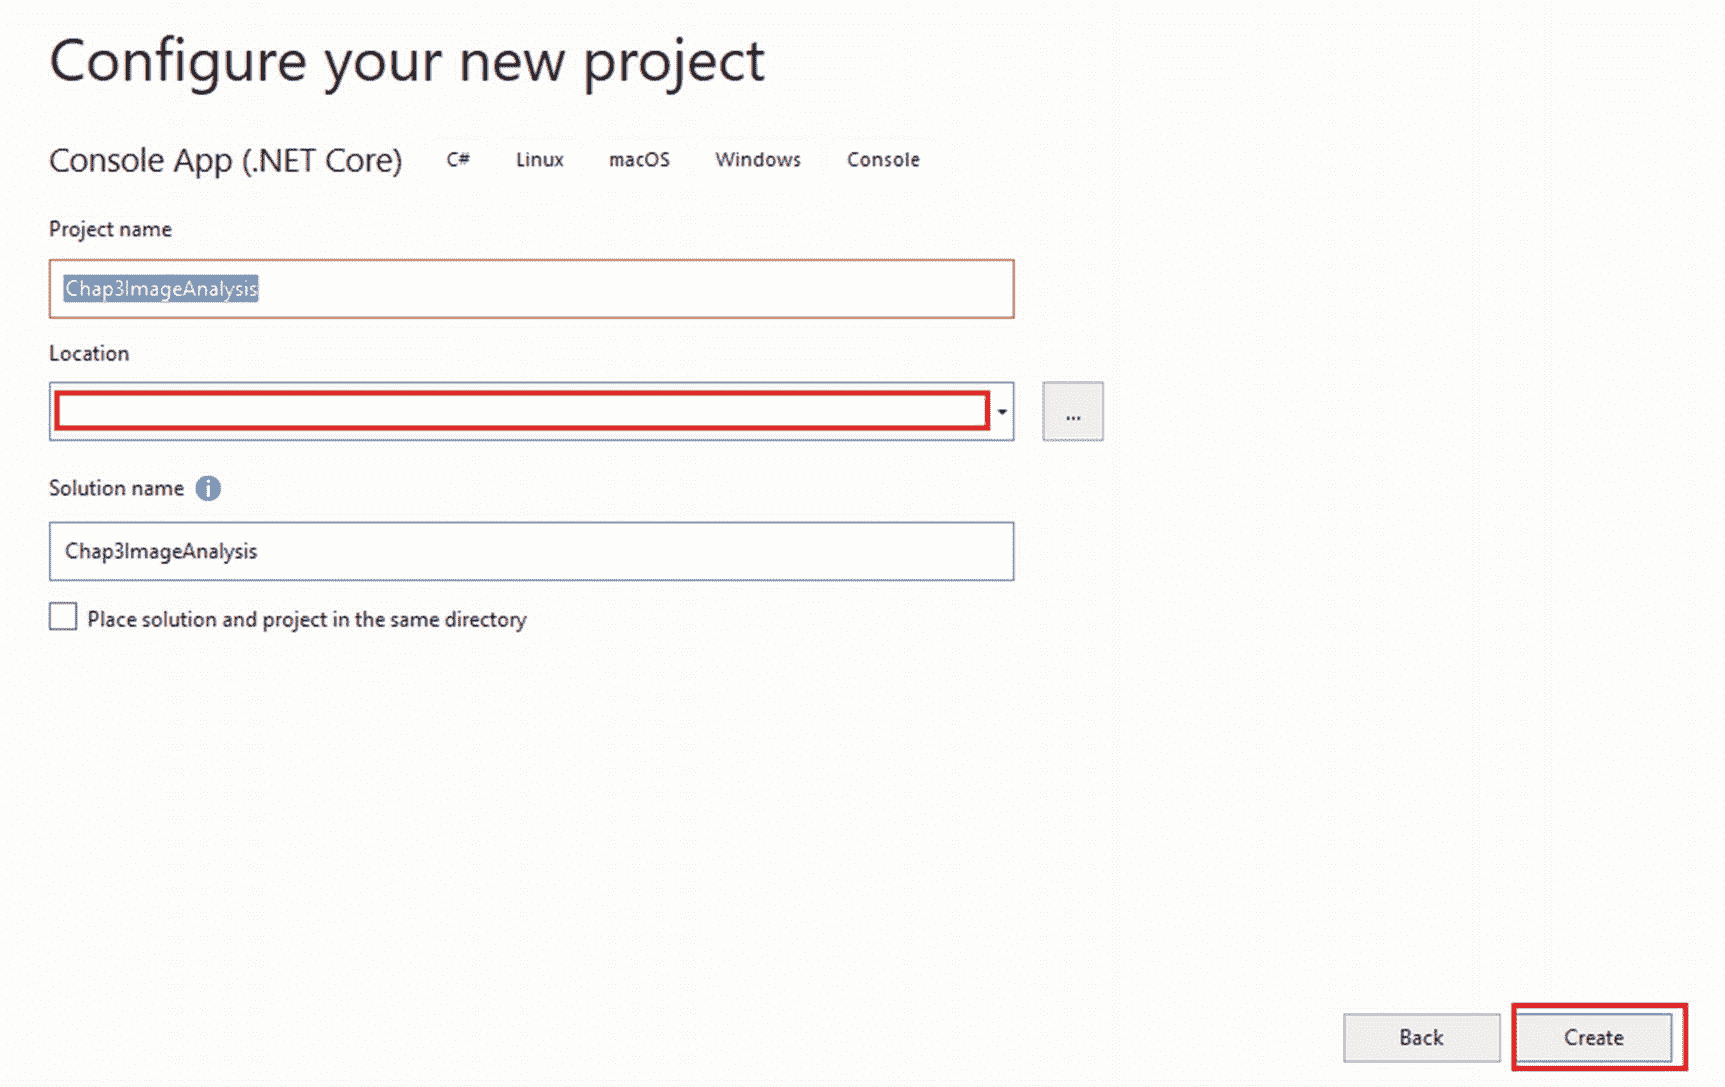 Configure your new project
Console App (.NET Core) C# Linux macOS Windows Console
Project name
Chap3ImageAnalysis
Location
...
Solution name i
Chap3ImageAnalysis
Place solution and project in the same directory
Back Create